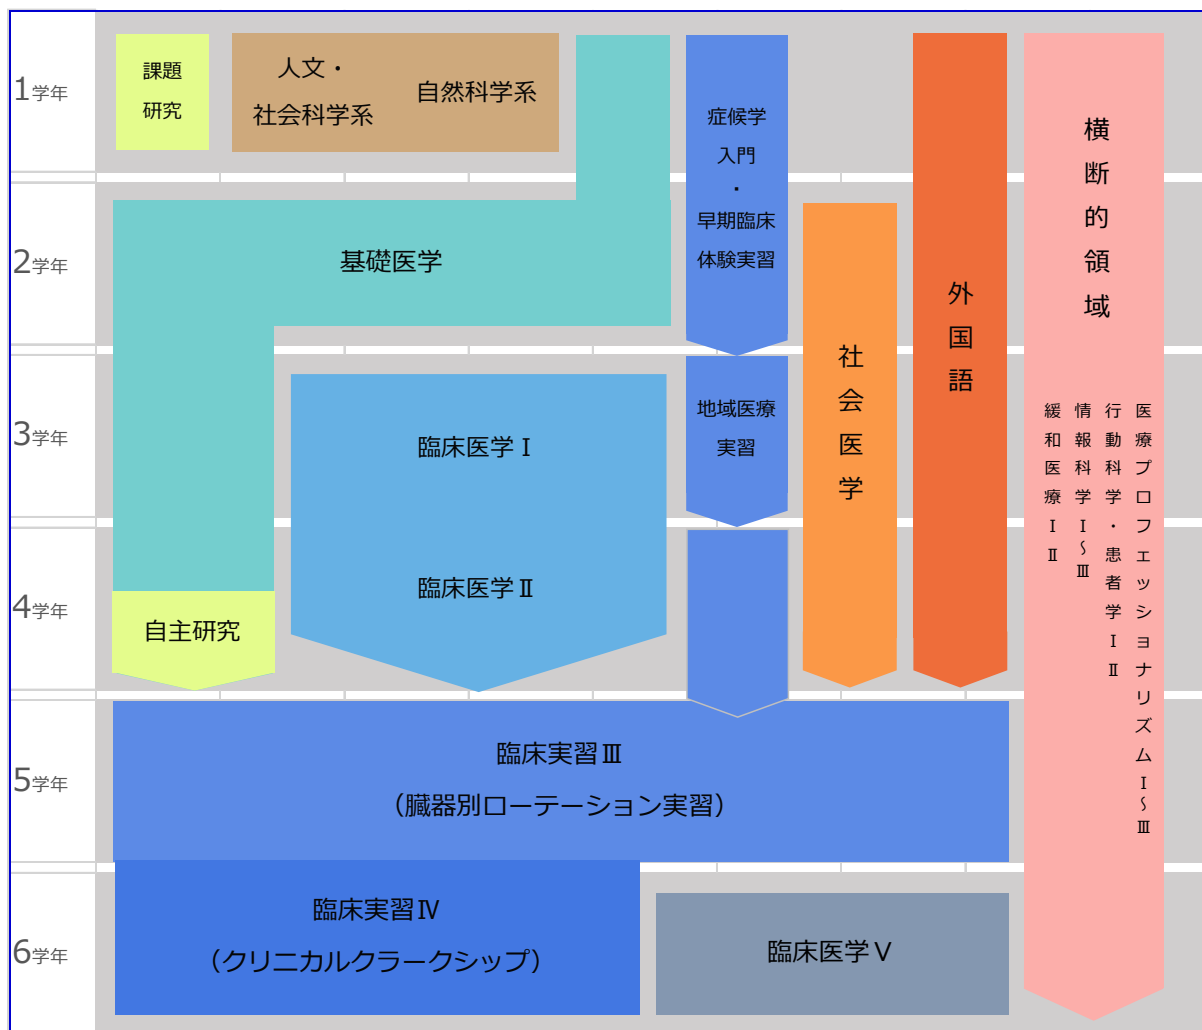 1学年
課題
研究
人文・
社会科学系
自然科学系
症候学
入門
・
早期臨床
体験実習
横断的領域
2学年
基礎医学
外国語
社会医学
3学年
臨床医学Ⅰ
地域医療
実習
医療プロフェッショナリズムⅠ～Ⅲ
行動科学・患者学ⅠⅡ
情報科学Ⅰ～Ⅲ
緩和医療ⅠⅡ
4学年
臨床医学Ⅱ
自主研究
5学年
臨床実習Ⅲ
（臓器別ローテーション実習）
6学年
臨床実習Ⅳ
（クリニカルクラークシップ）
臨床医学Ⅴ